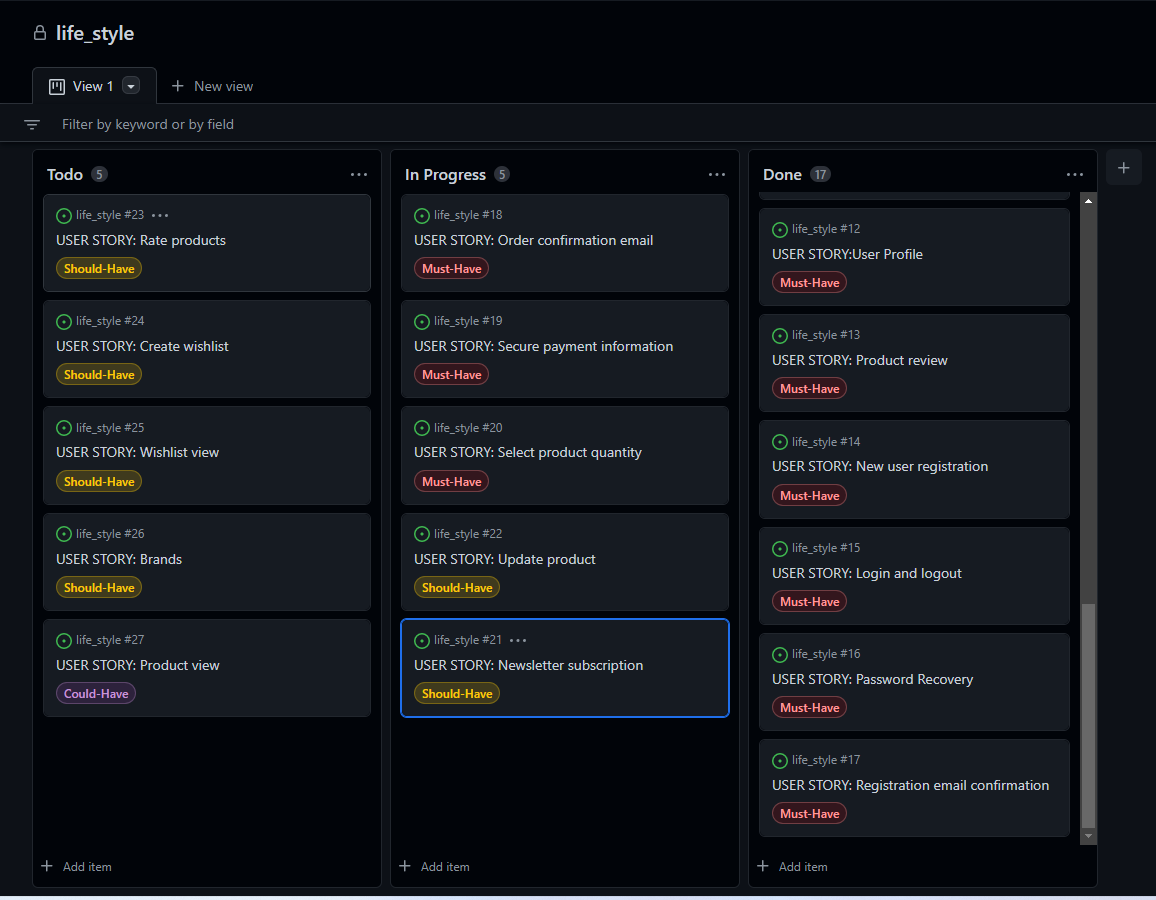 life_style
View 1
New view
Filter by keyword or by field
Todo 5
life_style #23
USER STORY: Rate products
Should-Have
life_style #24
USER STORY: Create wishlist
Should-Have
life_style #25
USER STORY: Wishlist view
Should-Have
life_style #26
USER STORY: Brands
Should-Have
life_style #27
USER STORY: Product view
Could-Have
Add item
In Progress 5
life_style #18
USER STORY: Order confirmation email
Must-Have
life_style #19
USER STORY: Secure payment information
Must-Have
life_style #20
USER STORY: Select product quantity
Must-Have
life_style #22
USER STORY: Update product
Should-Have
life_style #21
USER STORY: Newsletter subscription
Should-Have
Add item
Done 17
life_style #12
USER STORY:User Profile
Must-Have
life_style #13
USER STORY: Product review
Must-Have
life_style #14
USER STORY: New user registration
Must-Have
life_style #15
USER STORY: Login and logout
Must-Have
life_style #16
USER STORY: Password Recovery
Must-Have
life_style #17
USER STORY: Registration email confirmation
Must-Have
Add item